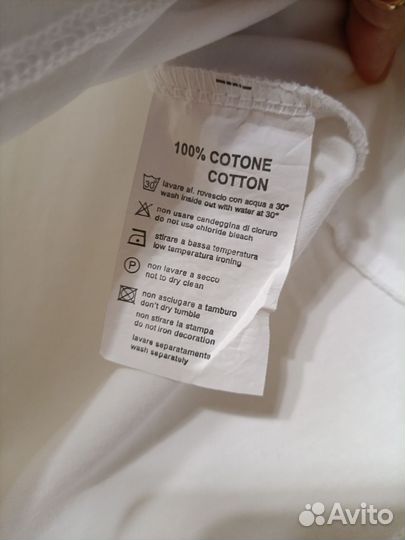 100% COTONE
COTTON
30°
lavare al. rovescio con acqua a 30°
wash inside out with water at 30°
non usare candeggina di cloruro
do not use chloride bleach
stirare a bassa temperatura
low temperature ironing
P
non lavare a secco
not to dry clean
non asciugare a tamburo
don't dry tumble
non stirare la stampa
do not iron decoration
lavare separatamente
wash separately
Avito